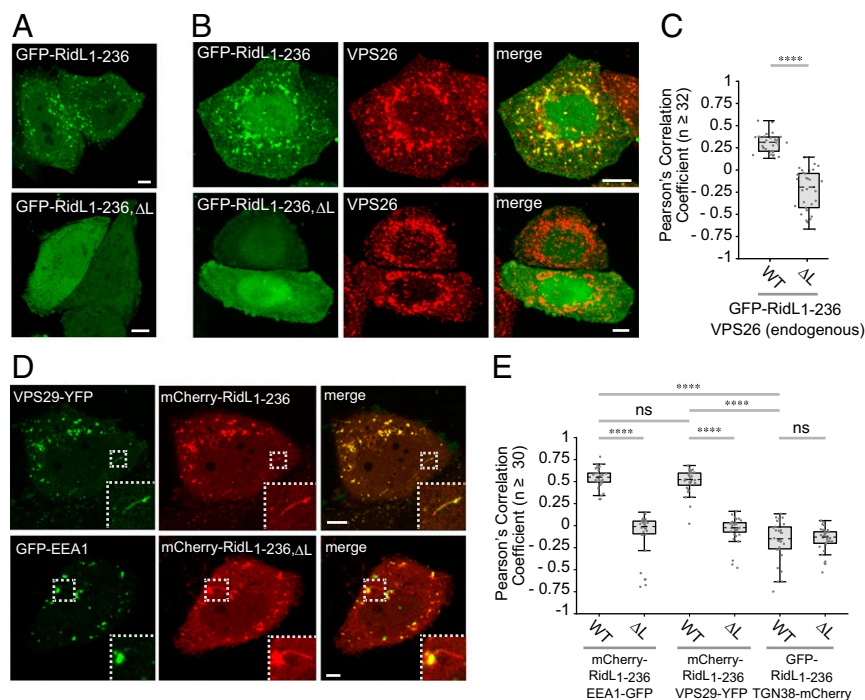 A
GFP-RidL1-236
GFP-RidL1-236,ΔL
B
GFP-RidL1-236
VPS26
merge
GFP-RidL1-236,ΔL
VPS26
merge
C
Pearson's Correlation
Coefficient (n ≥ 32)
****
1
0.75
0.5
0.25
0
- 0.25
- 0.5
- 0.75
-1
WT
ΔL
GFP-RidL1-236
VPS26 (endogenous)
D
VPS29-YFP
mCherry-RidL1-236
merge
GFP-EEA1
mCherry-RidL1-236,ΔL
merge
E
Pearson's Correlation
Coefficient (n ≥ 30)
****
ns
****
****
****
ns
1
0.75
0.5
0.25
0
- 0.25
- 0.5
- 0.75
-1
WT
ΔL
WT
ΔL
WT
ΔL
mCherry-
RidL1-236
EEA1-GFP
mCherry-
RidL1-236
VPS29-YFP
GFP-
RidL1-236
TGN38-mCherry